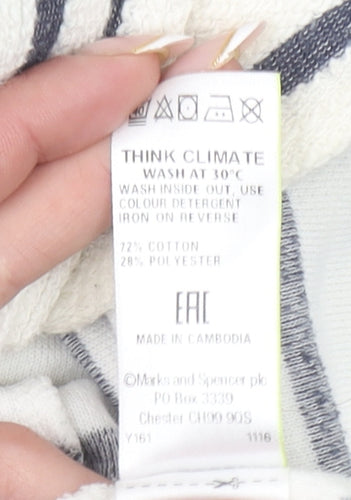 THINK CLIMATE
WASH AT 30°C
WASH INSIDE OUT, USE
COLOUR DETERGENT
IRON ON REVERSE
72% COTTON
28% POLYESTER
EAC
MADE IN CAMBODIA
©Marks and Spencer plc
PO Box 3339
Chester CH99 9QS
Y161 1116